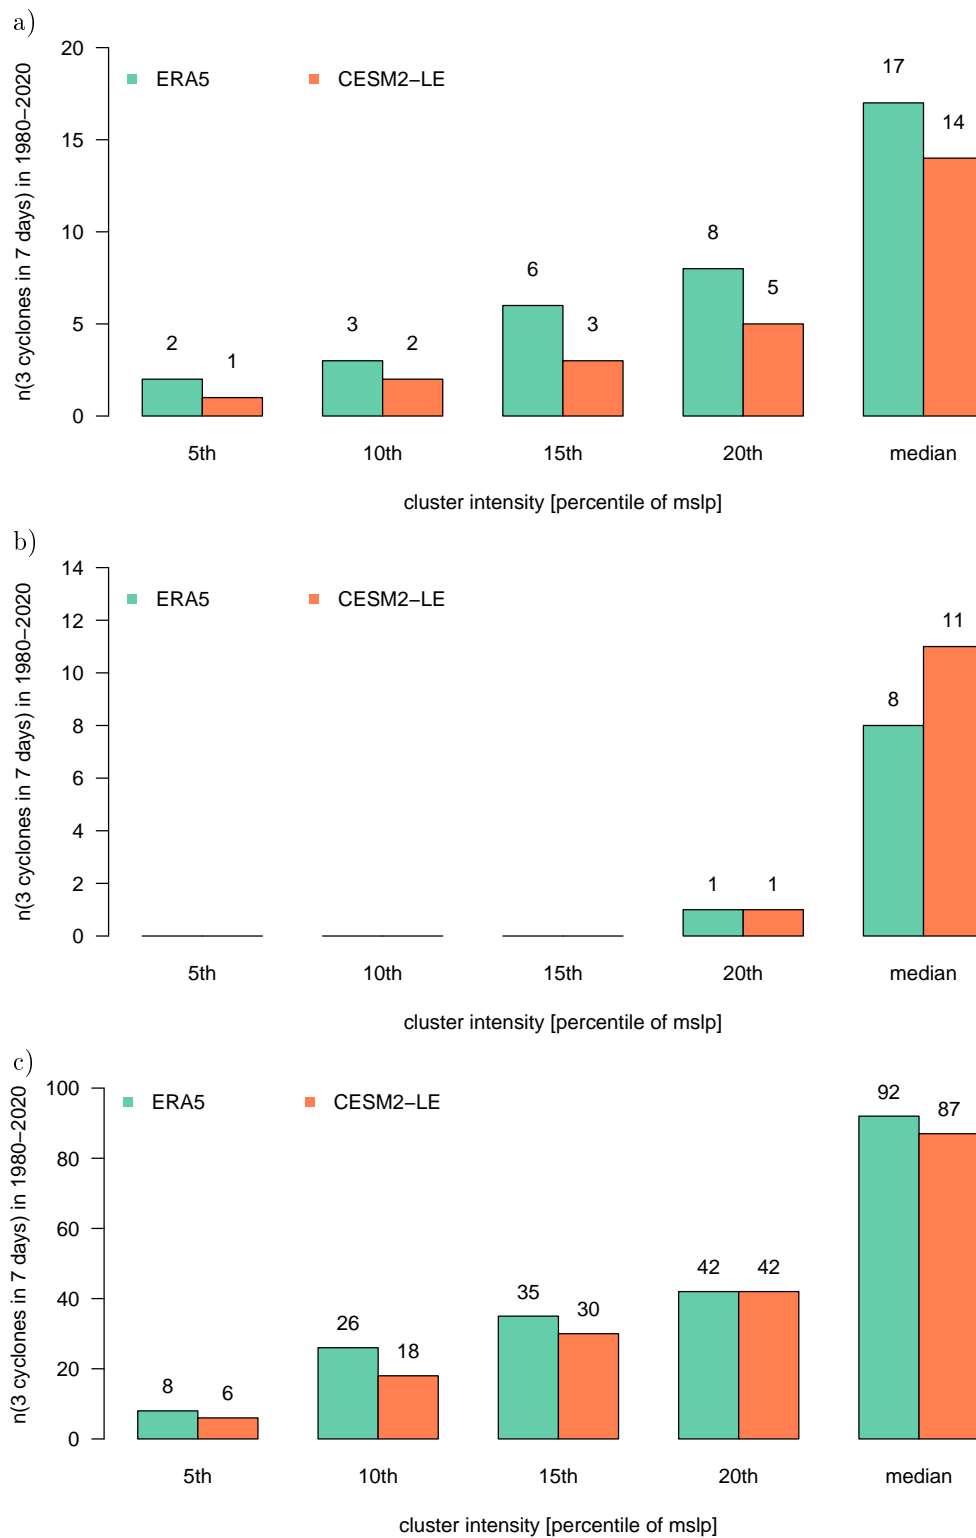 a)
n(3 cyclones in 7 days) in 1980−2020
20
15
10
5
0
ERA5
CESM2−LE
2
1
3
2
6
3
8
5
17
14
5th
10th
15th
20th
median
cluster intensity [percentile of mslp]
b)
n(3 cyclones in 7 days) in 1980−2020
14
12
10
8
6
4
2
0
ERA5
CESM2−LE
1
1
8
11
5th
10th
15th
20th
median
cluster intensity [percentile of mslp]
c)
n(3 cyclones in 7 days) in 1980−2020
100
80
60
40
20
0
ERA5
CESM2−LE
8
6
26
18
35
30
42
42
92
87
5th
10th
15th
20th
median
cluster intensity [percentile of mslp]